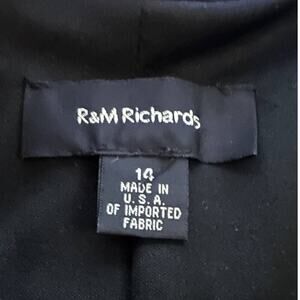 R&M Richards
14
MADE IN
U.S.A.
OF IMPORTED
FABRIC